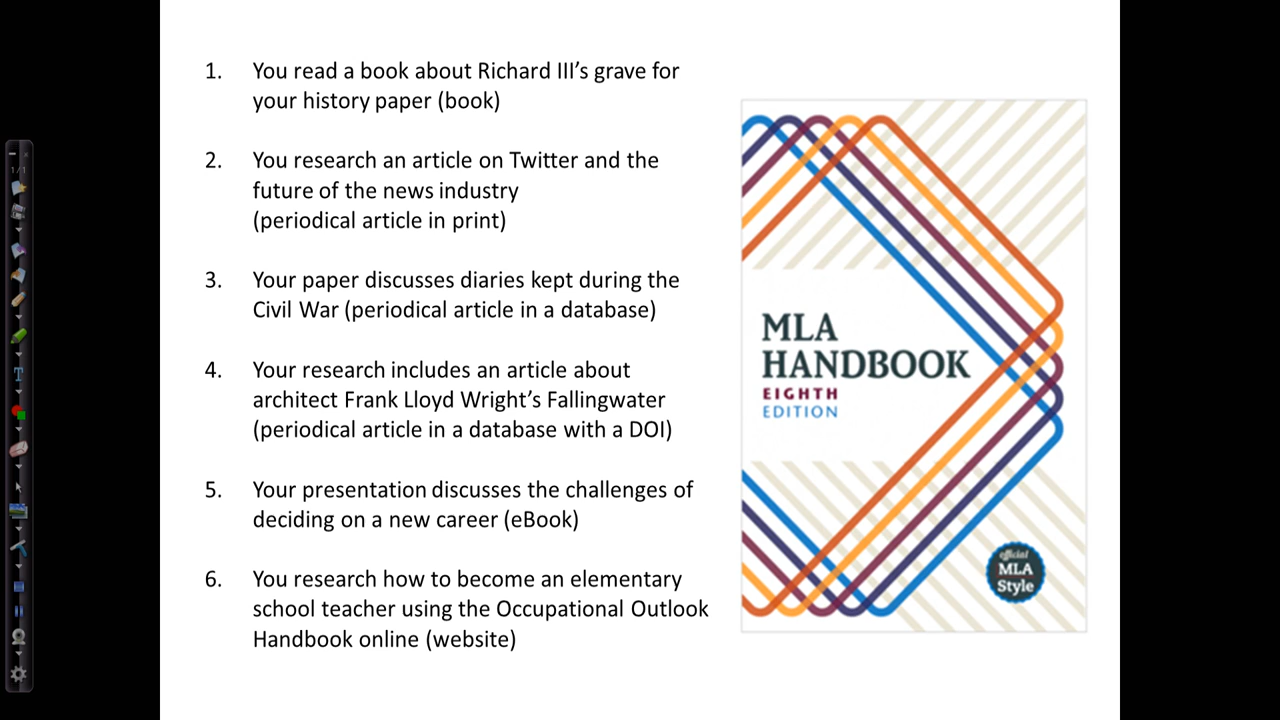 1. You read a book about Richard III’s grave for
your history paper (book)
2. You research an article on Twitter and the
future of the news industry
(periodical article in print)
3. Your paper discusses diaries kept during the
Civil War (periodical article in a database)
4. Your research includes an article about
architect Frank Lloyd Wright’s Fallingwater
(periodical article in a database with a DOI)
5. Your presentation discusses the challenges of
deciding on a new career (eBook)
6. You research how to become an elementary
school teacher using the Occupational Outlook
Handbook online (website)
MLA
HANDBOOK
EIGHTH
EDITION
official
MLA
Style
1/1
T